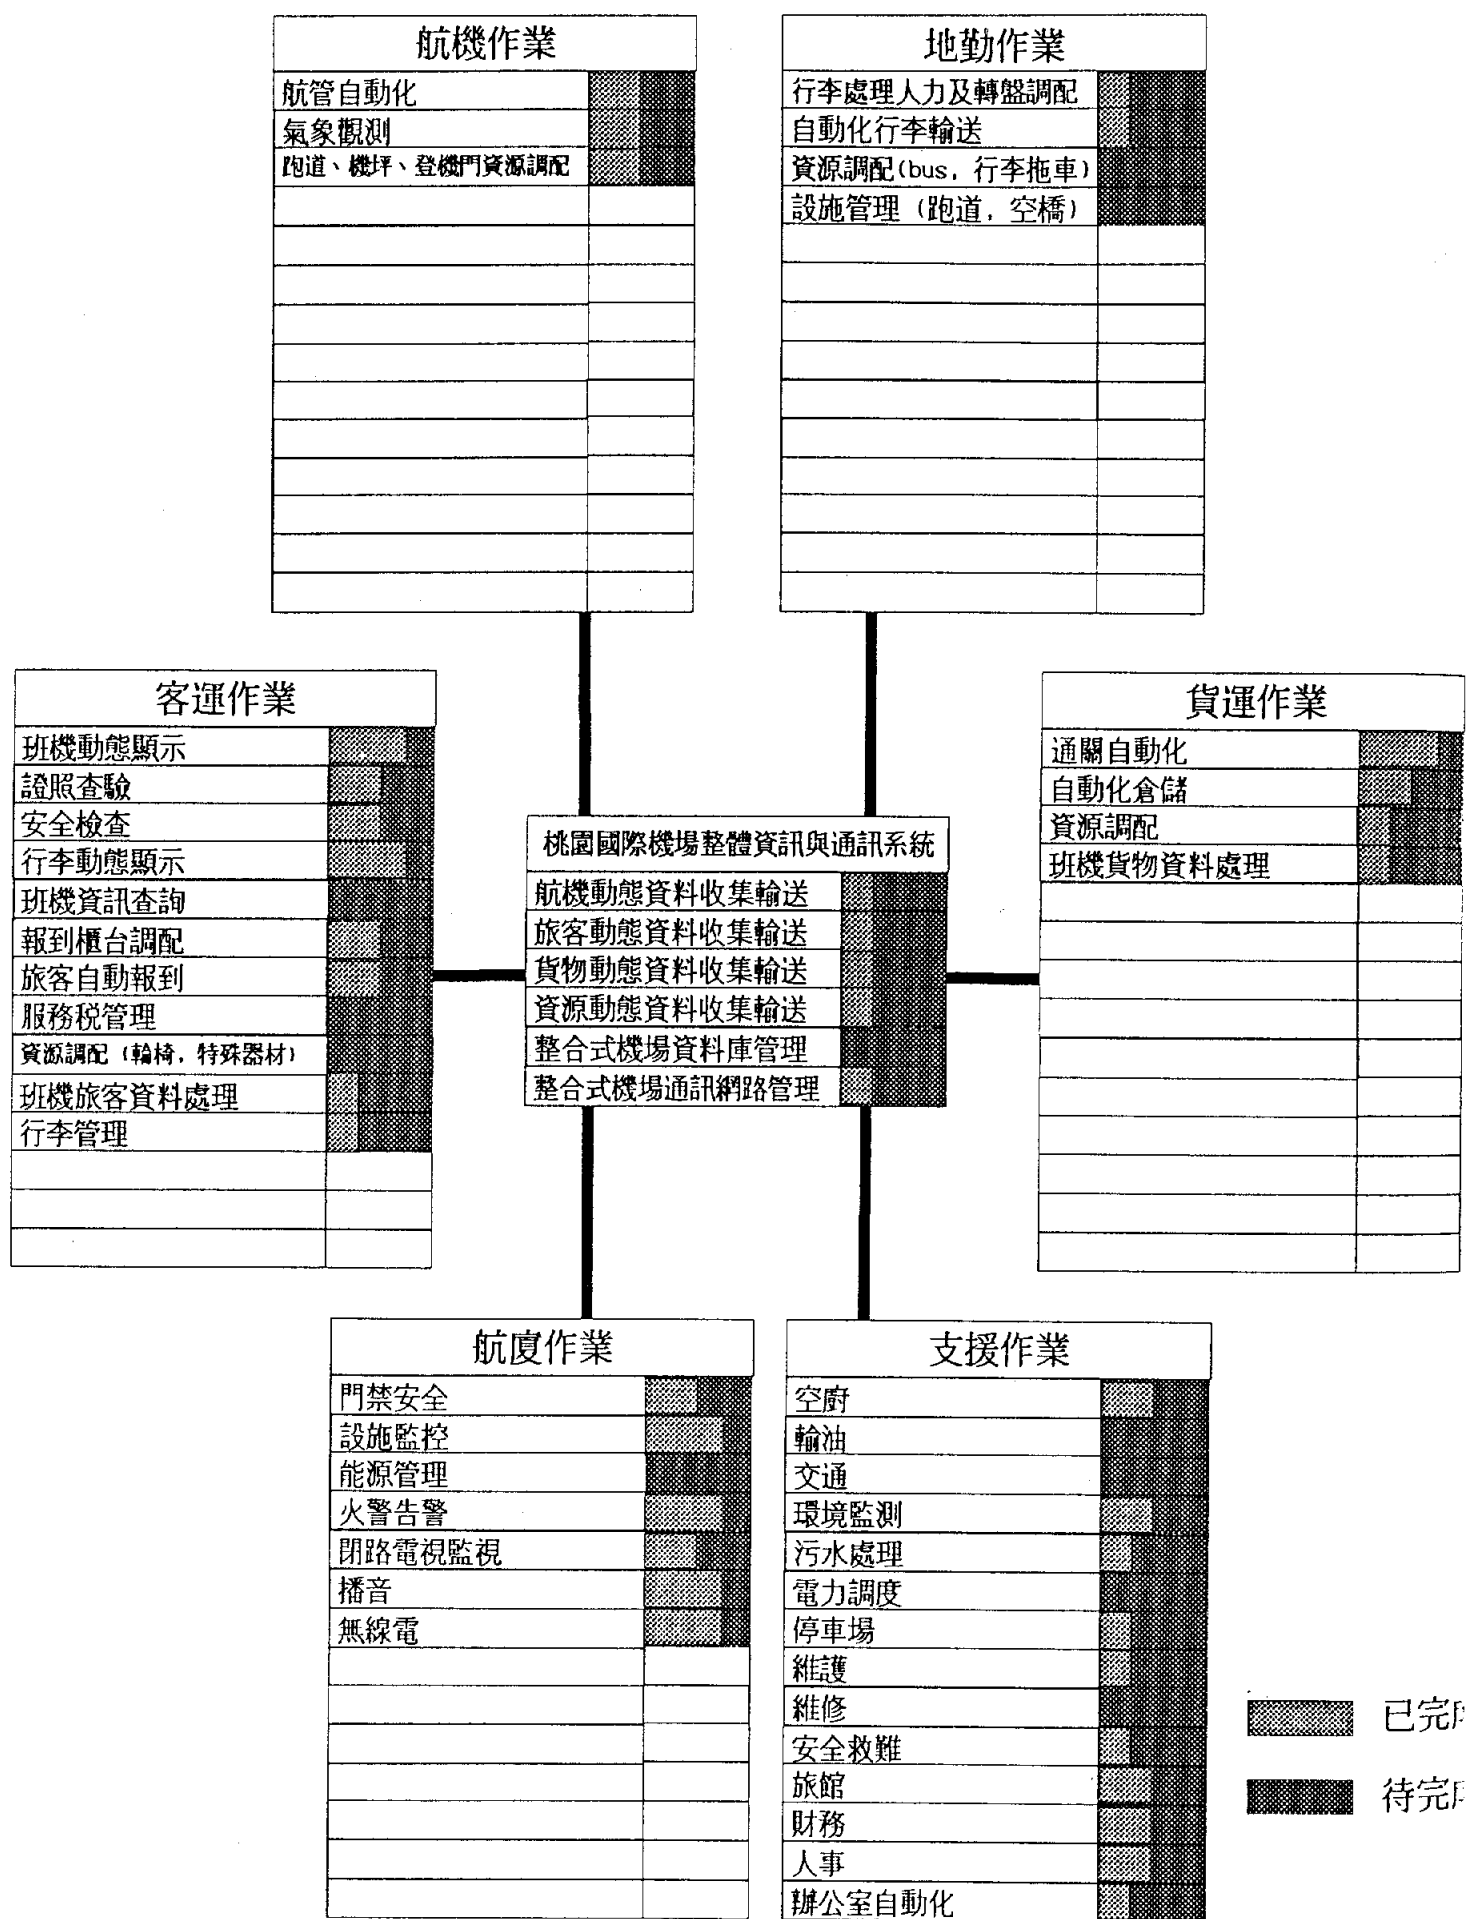 航機作業
航管自動化
氣象觀測
跑道、機坪、登機門資源調配
地勤作業
行李處理人力及轉盤調配
自動化行李輸送
資源調配(bus, 行李拖車)
設施管理 (跑道, 空橋)
客運作業
班機動態顯示
證照查驗
安全檢查
行李動態顯示
班機資訊查詢
報到櫃台調配
旅客自動報到
服務稅管理
資源調配 (輪椅, 特殊器材)
班機旅客資料處理
行李管理
桃園國際機場整體資訊與通訊系統
航機動態資料收集輸送
旅客動態資料收集輸送
貨物動態資料收集輸送
資源動態資料收集輸送
整合式機場資料庫管理
整合式機場通訊網路管理
貨運作業
通關自動化
自動化倉儲
資源調配
班機貨物資料處理
航廈作業
門禁安全
設施監控
能源管理
火警告警
閉路電視監視
播音
無線電
支援作業
空廚
輸油
交通
環境監測
污水處理
電力調度
停車場
維護
維修
安全救難
旅館
財務
人事
辦公室自動化
已完
待完